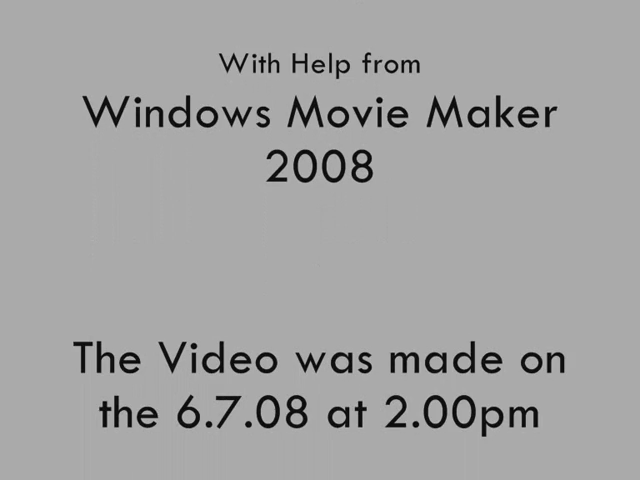 With Help from
Windows Movie Maker
2008
The Video was made on
the 6.7.08 at 2.00pm